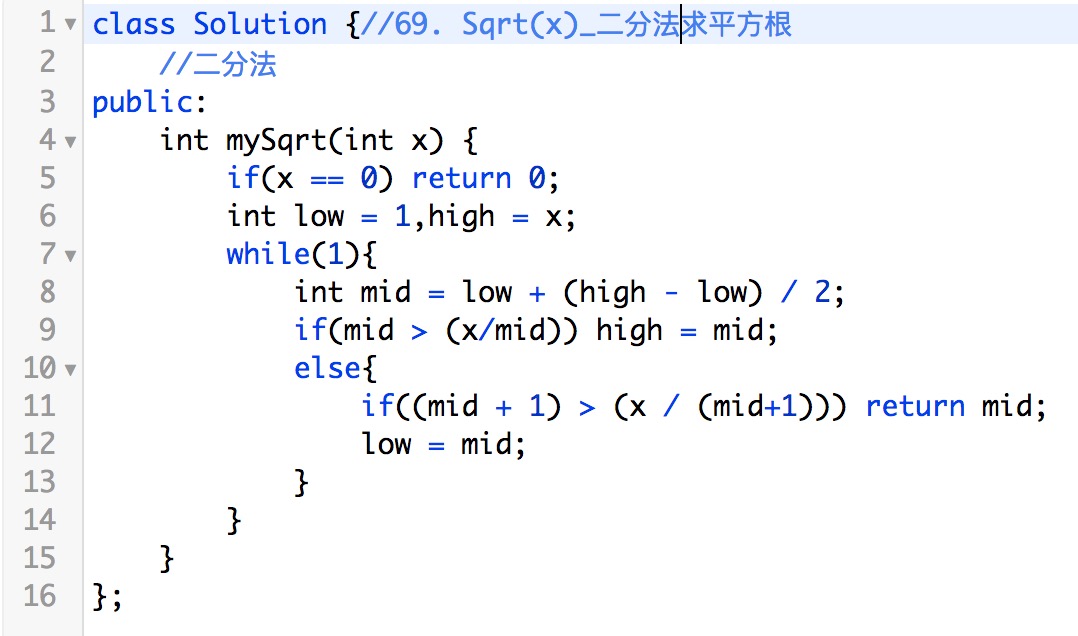 1 class Solution {//69. Sqrt(x)_二分法求平方根
2     //二分法
3 public:
4     int mySqrt(int x) {
5         if(x == 0) return 0;
6         int low = 1,high = x;
7         while(1){
8             int mid = low + (high - low) / 2;
9             if(mid > (x/mid)) high = mid;
10             else{
11                 if((mid + 1) > (x / (mid+1))) return mid;
12                 low = mid;
13             }
14         }
15     }
16 };